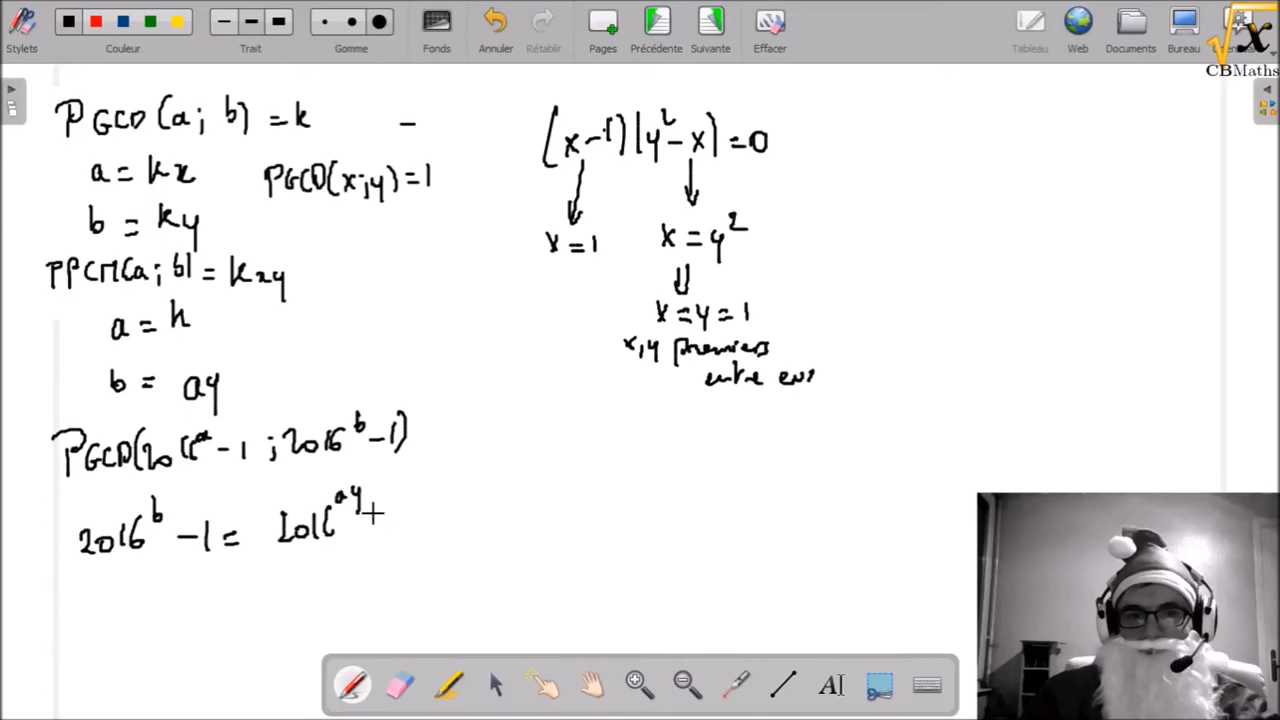 Stylets
Couleur
Trait
Gomme
Fonds
Annuler
Rétablir
Pages
Précédente
Suivante
Effacer
Tableau
Web
Documents
Bureau
√x
CBMaths
PGCD(a; b) = k –
a = kx PGCD(x;y) = 1
b = ky
PPCM(a; b) = kxy
a = k
b = ay
PGCD(2016^a - 1 ; 2016^b - 1)
2016^b - 1 = 2016^ay
(x - 1)(y² - x) = 0
x = 1 x = y²
x = y = 1
x,y premiers
entre eux
AI